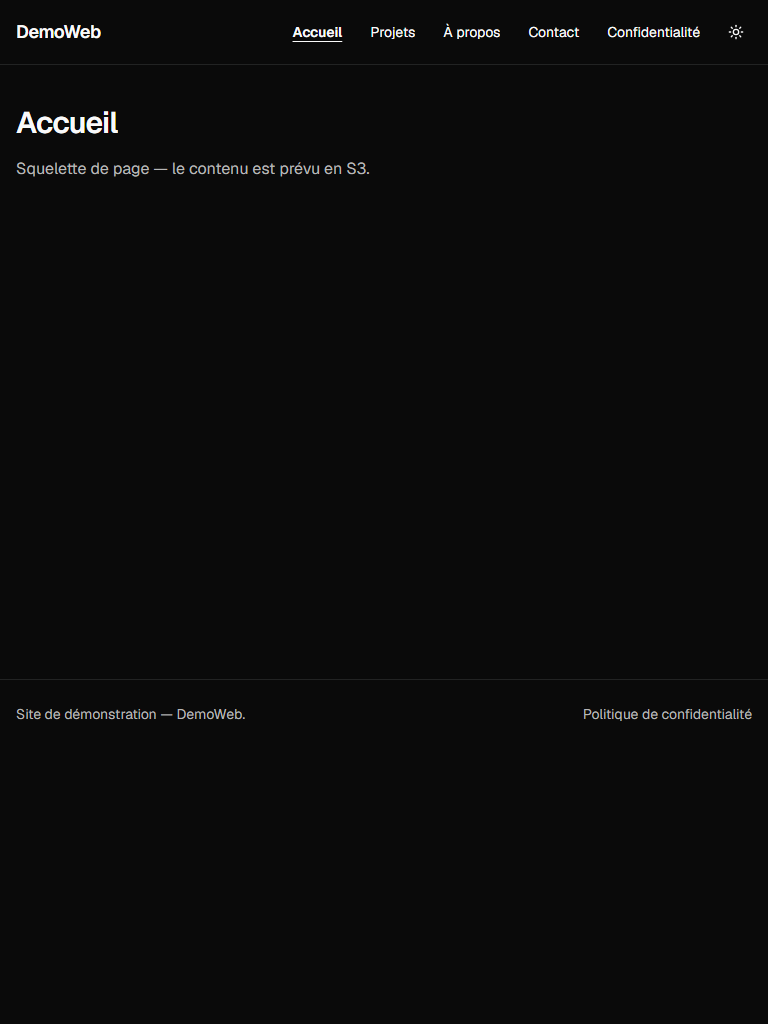 DemoWeb
Accueil Projets À propos Contact Confidentialité
Accueil
Squelette de page — le contenu est prévu en S3.
Site de démonstration — DemoWeb.
Politique de confidentialité